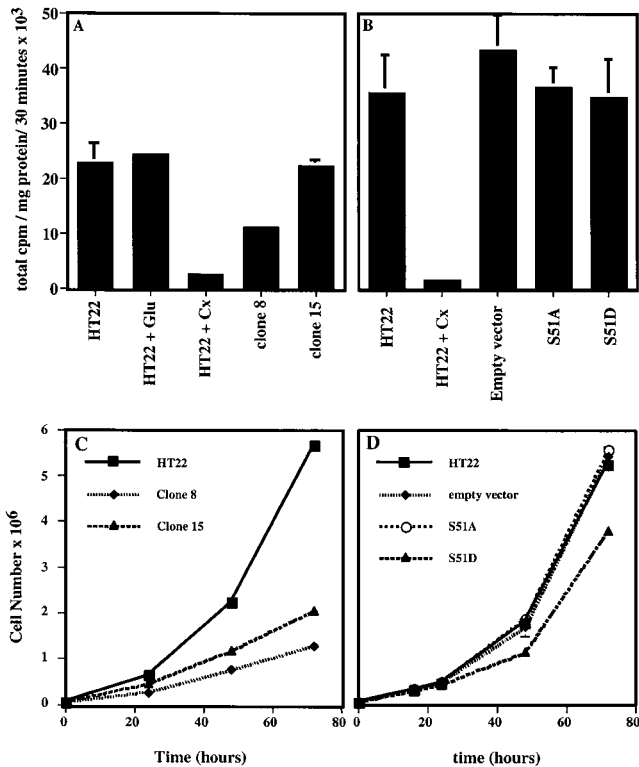 A
B
total cpm / mg protein/ 30 minutes x 10³
50
40
30
20
10
0
HT22
HT22 + Glu
HT22 + Cx
clone 8
clone 15
HT22
HT22 + Cx
Empty vector
S51A
S51D
C
HT22
Clone 8
Clone 15
D
HT22
empty vector
S51A
S51D
Cell Number x 10⁶
6
5
4
3
2
1
0
0 20 40 60 80
0 20 40 60 80
Time (hours)
time (hours)